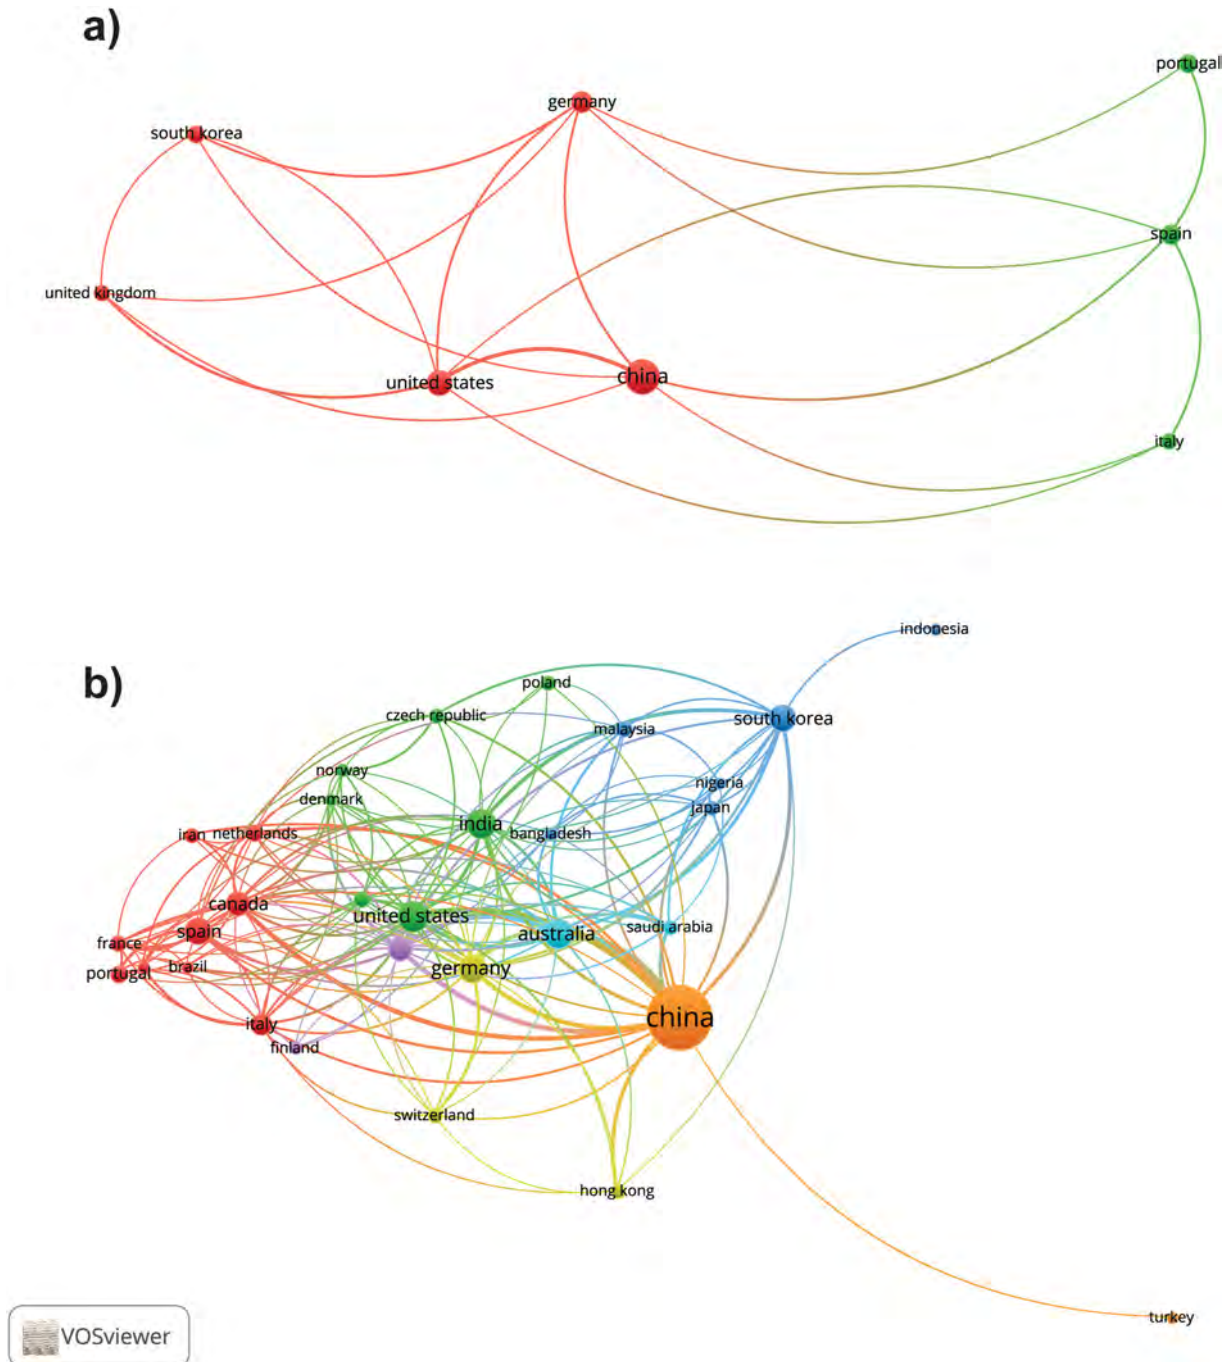 a)
portugal
germany
south korea
spain
united kingdom
china
united states
italy
indonesia
b)
poland
czech republic
south korea
malaysia
norway
nigeria
denmark
japan
india
iran
netherlands
bangladesh
canada
united states
saudi arabia
spain
australia
france
brazil
germany
portugal
china
italy
finland
switzerland
hong kong
turkey
VOSviewer